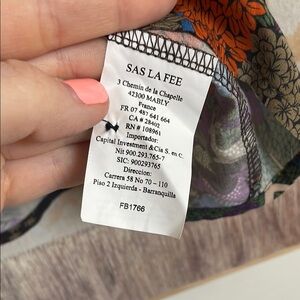 SAS LA FEE
3 Chemin de la Chapelle
42300 MABLY
France
FR 07 487 641 664
CA # 28402
RN # 108961
Importador:
Capital Investment &Cia S. en C.
Nit 900.293.765-7
SIC: 900293765
Direccion:
Carrera 58 No 70 - 110
Piso 2 Izquierda - Barranquilla
FB1766